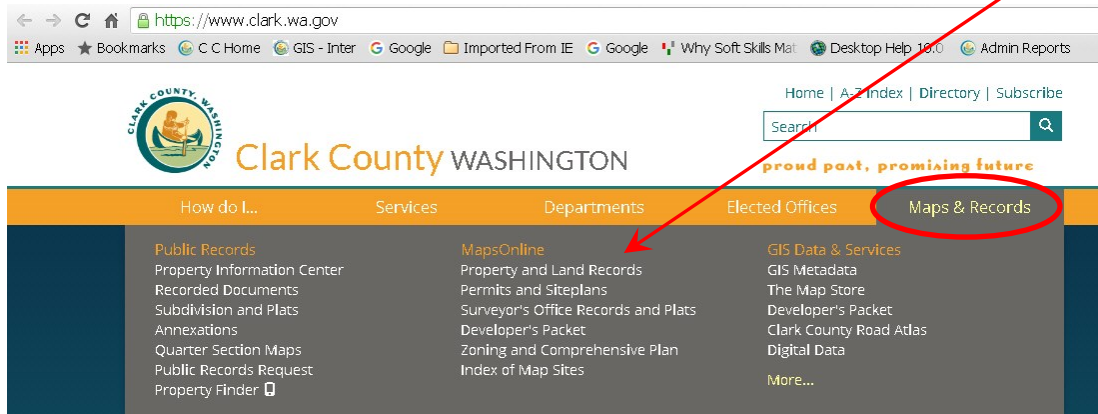 https://www.clark.wa.gov
Apps Bookmarks C C Home GIS - Inter Google Imported From IE Google Why Soft Skills Mat Desktop Help 10.0 Admin Reports
COUNTY, WASHINGTON
CLARK
Home | A-Z Index | Directory | Subscribe
Search
Clark County WASHINGTON
proud past, promising future
How do I... Services Departments Elected Offices Maps & Records
Public Records MapsOnline GIS Data & Services
Property Information Center Property and Land Records GIS Metadata
Recorded Documents Permits and Siteplans The Map Store
Subdivision and Plats Surveyor's Office Records and Plats Developer's Packet
Annexations Developer's Packet Clark County Road Atlas
Quarter Section Maps Zoning and Comprehensive Plan Digital Data
Public Records Request Index of Map Sites
More...
Property Finder